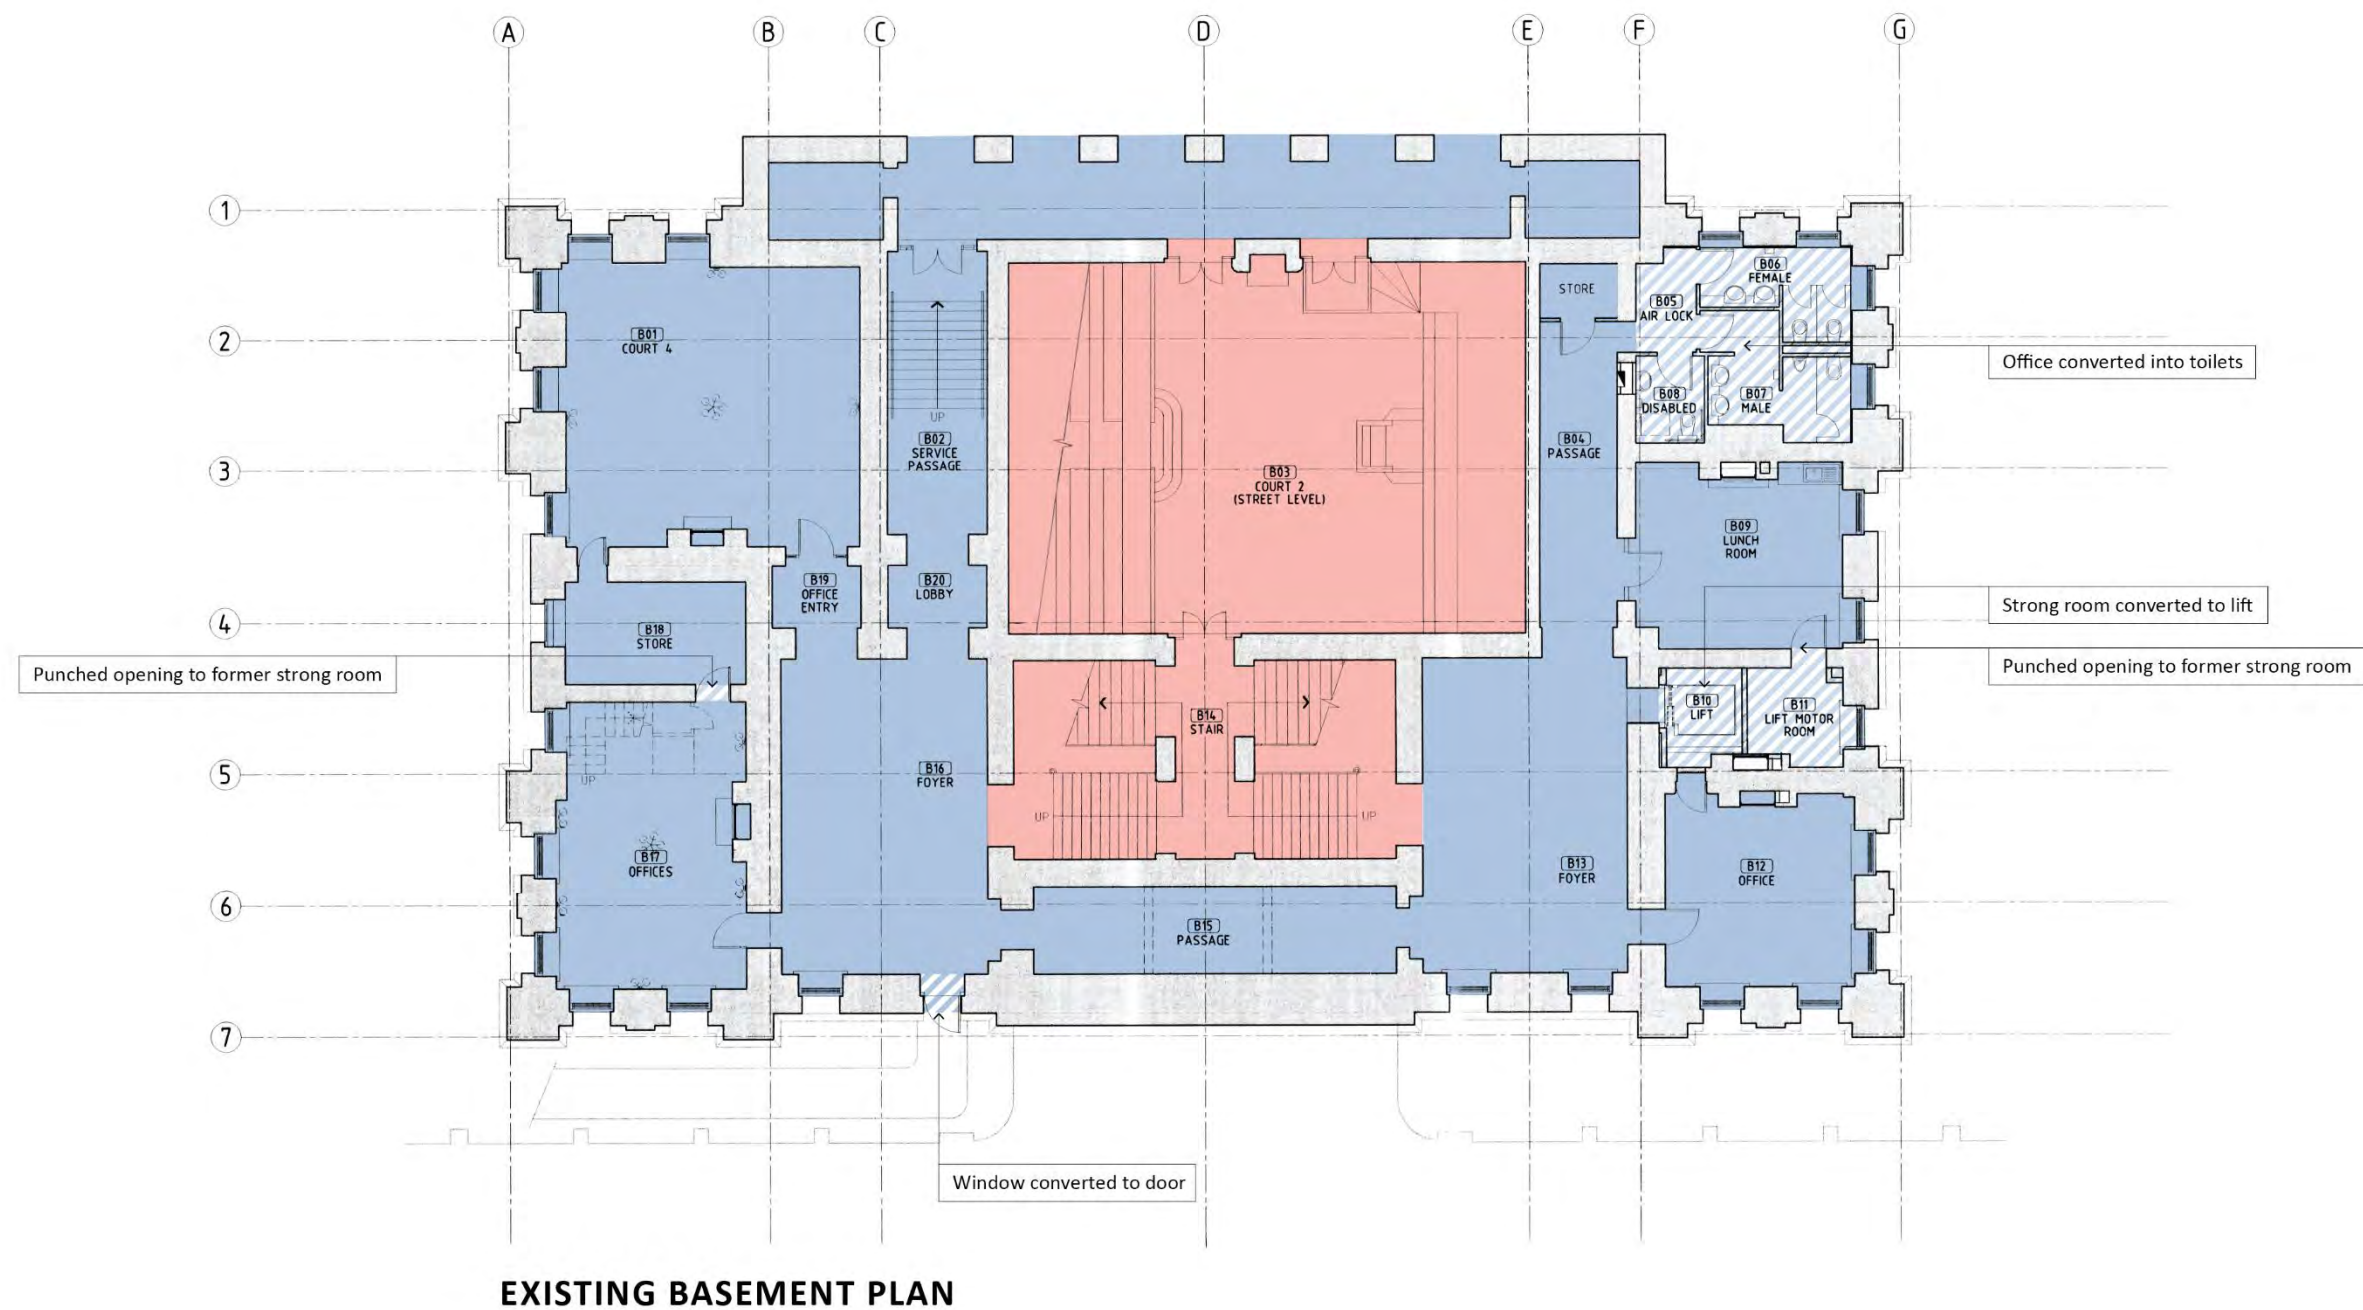 A
B
C
D
E
F
G
1
2
3
4
5
6
7
B01
COURT 4
UP
B02
SERVICE
PASSAGE
B03
COURT 2
(STREET LEVEL)
STORE
B04
PASSAGE
B05
AIR LOCK
B06
FEMALE
B08
DISABLED
B07
MALE
Office converted into toilets
B09
LUNCH
ROOM
B19
OFFICE
ENTRY
B20
LOBBY
B18
STORE
Strong room converted to lift
Punched opening to former strong room
Punched opening to former strong room
B10
LIFT
B11
LIFT MOTOR
ROOM
B14
STAIR
UP
B16
FOYER
UP
UP
B17
OFFICES
B13
FOYER
B12
OFFICE
B15
PASSAGE
Window converted to door
EXISTING BASEMENT PLAN